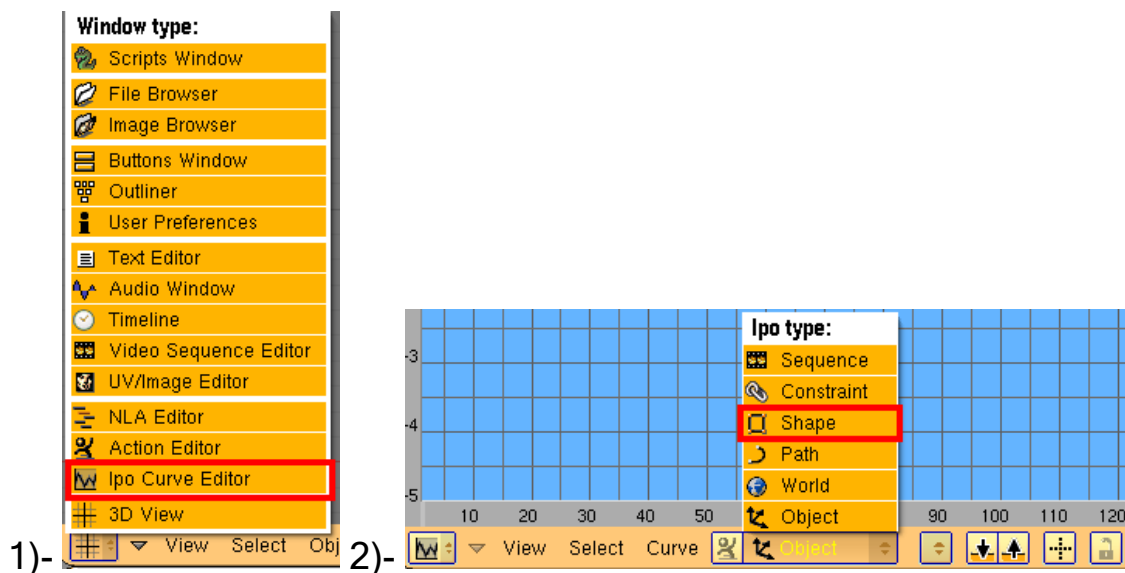 Window type:
Scripts Window
File Browser
Image Browser
Buttons Window
Outliner
User Preferences
Text Editor
Audio Window
Timeline
Video Sequence Editor
UV/Image Editor
NLA Editor
Action Editor
Ipo Curve Editor
3D View
1)- View Select Obj
Ipo type:
Sequence
Constraint
Shape
Path
World
Object
-3
-4
-5
10 20 30 40 50 90 100 110 120
2)- View Select Curve Object